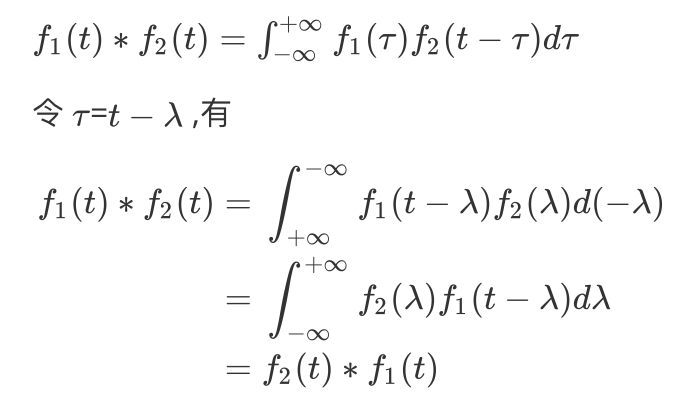 f₁(t) * f₂(t) = ∫₋∞⁺∞ f₁(τ)f₂(t − τ)dτ
令 τ=t − λ ,有
f₁(t) * f₂(t) = ∫₊∞⁻∞ f₁(t − λ)f₂(λ)d(−λ)
= ∫₋∞⁺∞ f₂(λ)f₁(t − λ)dλ
= f₂(t) * f₁(t)